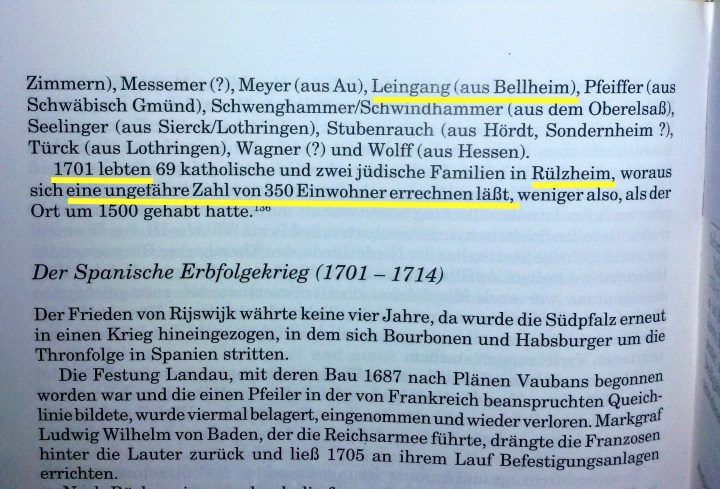 Zimmern), Messemer (?), Meyer (aus Au), Leingang (aus Bellheim), Pfeiffer (aus
Schwäbisch Gmünd), Schwenghammer/Schwindhammer (aus dem Oberelsaß),
Seelinger (aus Sierck/Lothringen), Stubenrauch (aus Hördt, Sondernheim ?),
Türck (aus Lothringen), Wagner (?) und Wolff (aus Hessen).
1701 lebten 69 katholische und zwei jüdische Familien in Rülzheim, woraus
sich eine ungefähre Zahl von 350 Einwohner errechnen läßt, weniger also, als der
Ort um 1500 gehabt hatte.¹³⁶
Der Spanische Erbfolgekrieg (1701 – 1714)
Der Frieden von Rijswijk währte keine vier Jahre, da wurde die Südpfalz erneut
in einen Krieg hineingezogen, in dem sich Bourbonen und Habsburger um die
Thronfolge in Spanien stritten.
Die Festung Landau, mit deren Bau 1687 nach Plänen Vaubans begonnen
worden war und die einen Pfeiler in der von Frankreich beanspruchten Queich-
linie bildete, wurde viermal belagert, eingenommen und wieder verloren. Markgraf
Ludwig Wilhelm von Baden, der die Reichsarmee führte, drängte die Franzosen
hinter die Lauter zurück und ließ 1705 an ihrem Lauf Befestigungsanlagen
errichten.